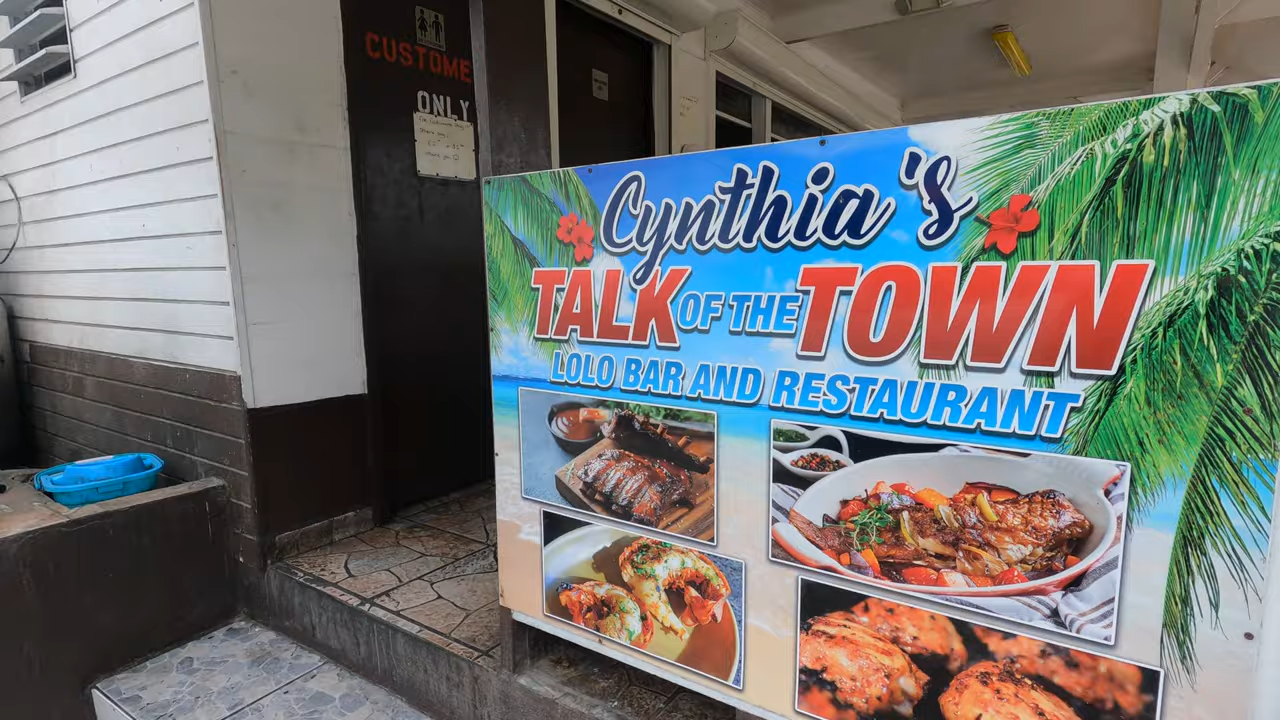 CUSTOME
ONLY
Cynthia's
TALK OF THE TOWN
LOLO BAR AND RESTAURANT